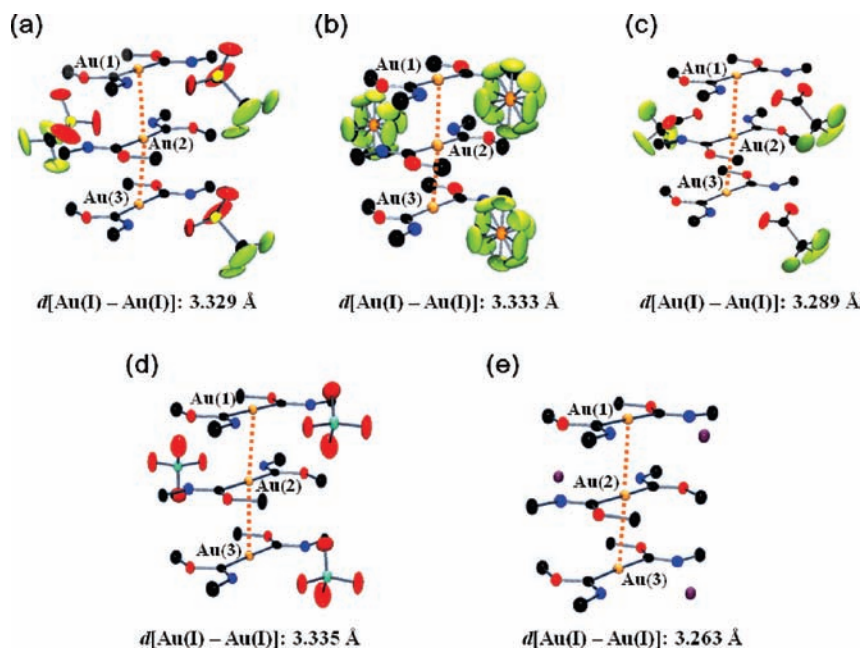 (a)
Au(1)
Au(2)
Au(3)
d[Au(I) – Au(I)]: 3.329 Å
(b)
Au(1)
Au(2)
Au(3)
d[Au(I) – Au(I)]: 3.333 Å
(c)
Au(1)
Au(2)
Au(3)
d[Au(I) – Au(I)]: 3.289 Å
(d)
Au(1)
Au(2)
Au(3)
d[Au(I) – Au(I)]: 3.335 Å
(e)
Au(1)
Au(2)
Au(3)
d[Au(I) – Au(I)]: 3.263 Å